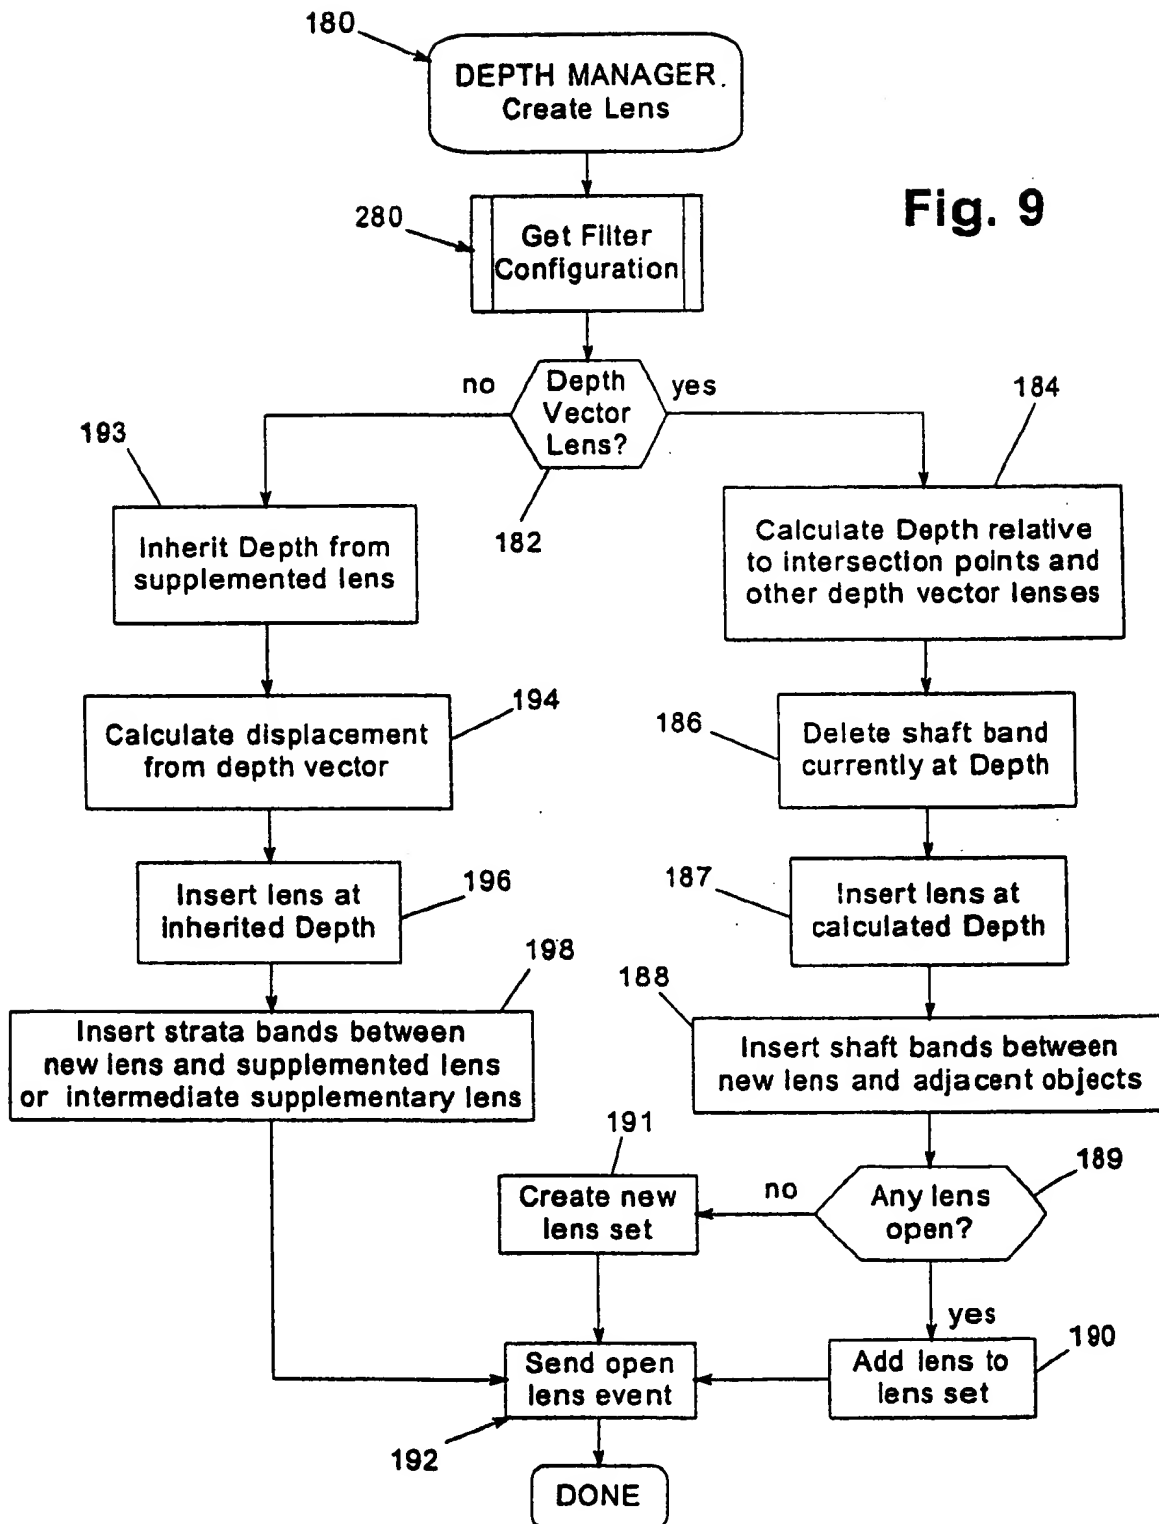 180
DEPTH MANAGER.
Create Lens
Fig. 9
280
Get Filter
Configuration
no
Depth
Vector
Lens?
yes
182
193
Inherit Depth from
supplemented lens
194
Calculate displacement
from depth vector
196
Insert lens at
inherited Depth
198
Insert strata bands between
new lens and supplemented lens
or intermediate supplementary lens
184
Calculate Depth relative
to intersection points and
other depth vector lenses
186
Delete shaft band
currently at Depth
187
Insert lens at
calculated Depth
188
Insert shaft bands between
new lens and adjacent objects
189
Any lens
open?
no
yes
191
Create new
lens set
190
Add lens to
lens set
Send open
lens event
192
DONE